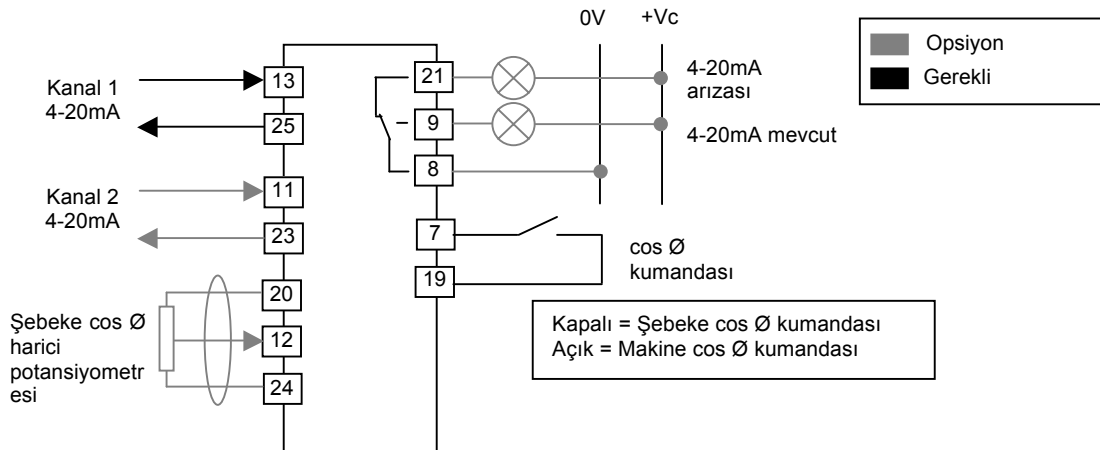 0V
+Vc
Opsiyon
Gerekli
Kanal 1
4-20mA
13
25
21
9
8
4-20mA
arızası
4-20mA mevcut
Kanal 2
4-20mA
11
23
7
19
cos Ø
kumandası
Şebeke cos Ø
harici
potansiyometr
esi
20
12
24
Kapalı = Şebeke cos Ø kumandası
Açık = Makine cos Ø kumandası